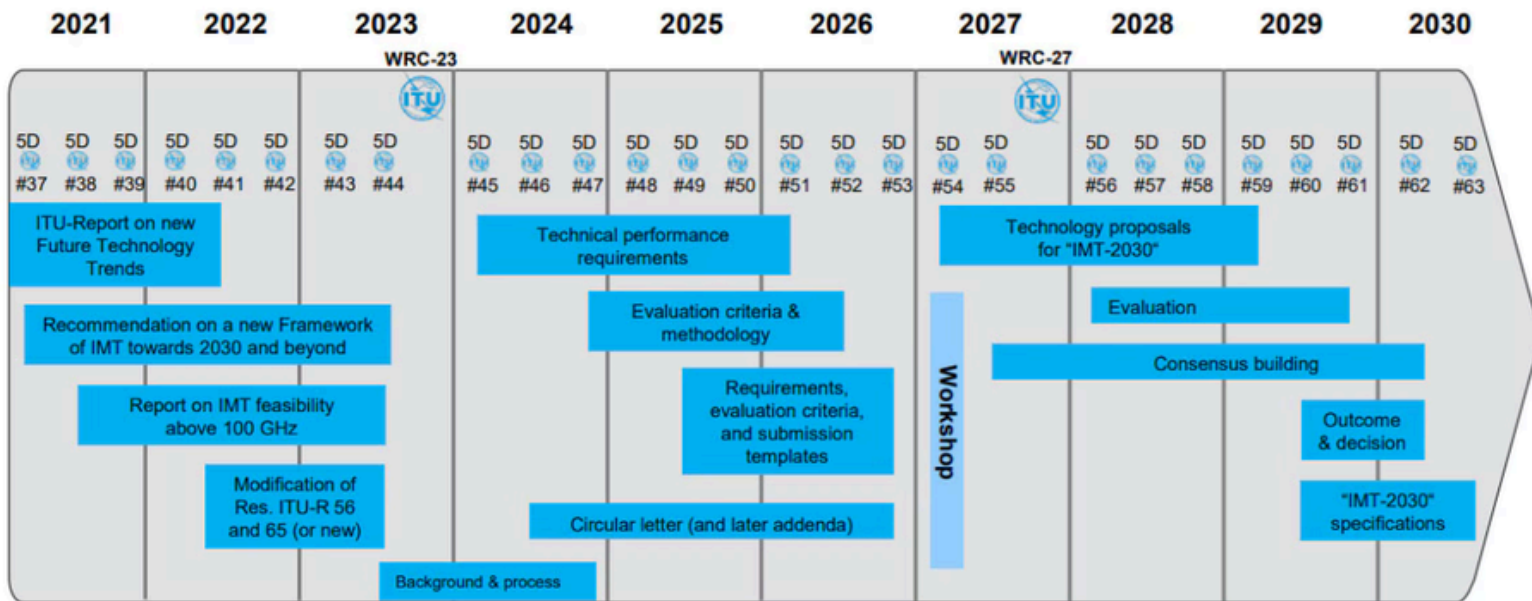 2021 2022 2023 2024 2025 2026 2027 2028 2029 2030
WRC-23 WRC-27
ITU ITU
5D 5D 5D 5D 5D 5D 5D 5D 5D 5D 5D 5D 5D 5D 5D 5D 5D 5D 5D 5D 5D 5D 5D 5D 5D 5D 5D
#37 #38 #39 #40 #41 #42 #43 #44 #45 #46 #47 #48 #49 #50 #51 #52 #53 #54 #55 #56 #57 #58 #59 #60 #61 #62 #63
ITU-Report on new
Future Technology
Trends
Technical performance
requirements
Technology proposals
for "IMT-2030"
Recommendation on a new Framework
of IMT towards 2030 and beyond
Evaluation criteria &
methodology
Evaluation
Consensus building
Workshop
Report on IMT feasibility
above 100 GHz
Requirements,
evaluation criteria,
and submission
templates
Outcome
& decision
Modification of
Res. ITU-R 56
and 65 (or new)
Circular letter (and later addenda)
"IMT-2030"
specifications
Background & process